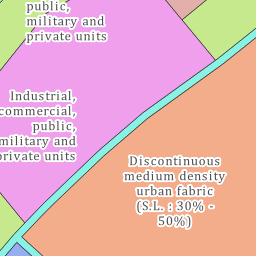 public,
military and
private units
Industrial,
commercial,
public,
military and
private units
Discontinuous
medium density
urban fabric
(S.L. : 30% -
50%)